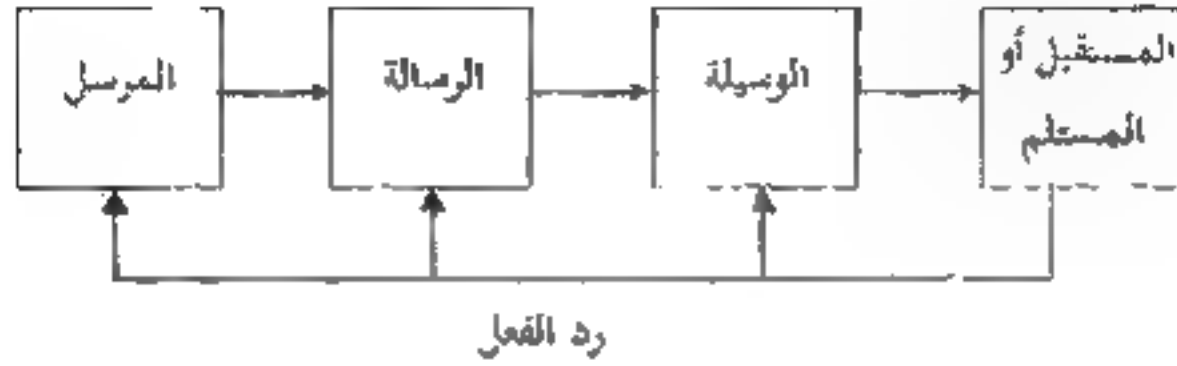 المرسل
الرسالة
الوسيلة
المستقبل أو
المستلم
رد الفعل